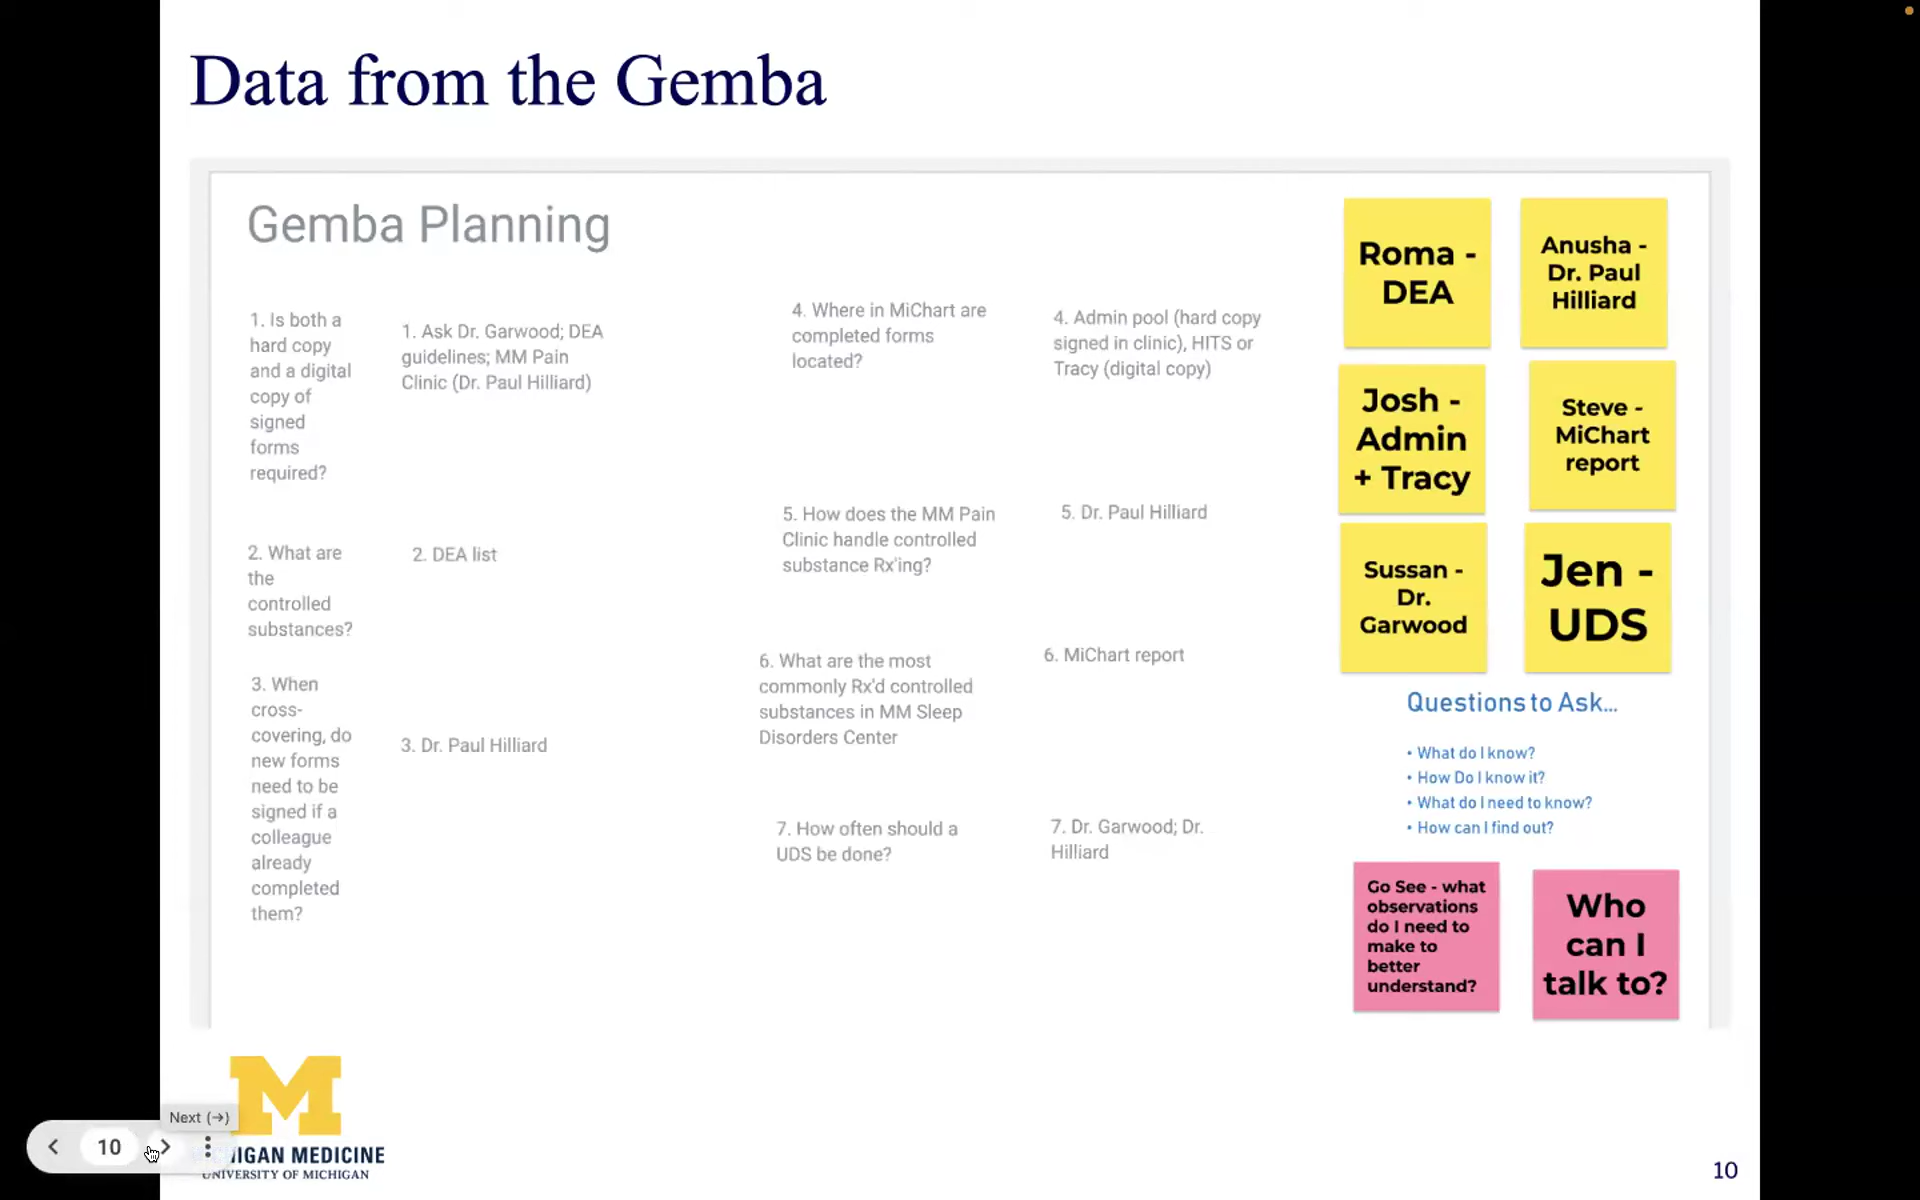 Data from the Gemba
Gemba Planning
1. Is both a
hard copy
and a digital
copy of
signed
forms
required?
1. Ask Dr. Garwood; DEA
guidelines; MM Pain
Clinic (Dr. Paul Hilliard)
2. What are
the
controlled
substances?
2. DEA list
3. When
cross-
covering, do
new forms
need to be
signed if a
colleague
already
completed
them?
3. Dr. Paul Hilliard
4. Where in MiChart are
completed forms
located?
4. Admin pool (hard copy
signed in clinic), HITS or
Tracy (digital copy)
5. How does the MM Pain
Clinic handle controlled
substance Rx'ing?
5. Dr. Paul Hilliard
6. What are the most
commonly Rx'd controlled
substances in MM Sleep
Disorders Center
6. MiChart report
7. How often should a
UDS be done?
7. Dr. Garwood; Dr.
Hilliard
Roma -
DEA
Anusha -
Dr. Paul
Hilliard
Josh -
Admin
+ Tracy
Steve -
MiChart
report
Sussan -
Dr.
Garwood
Jen -
UDS
Questions to Ask...
• What do I know?
• How Do I know it?
• What do I need to know?
• How can I find out?
Go See - what
observations
do I need to
make to
better
understand?
Who
can I
talk to?
Next (→)
10
HIGAN MEDICINE
UNIVERSITY OF MICHIGAN
10